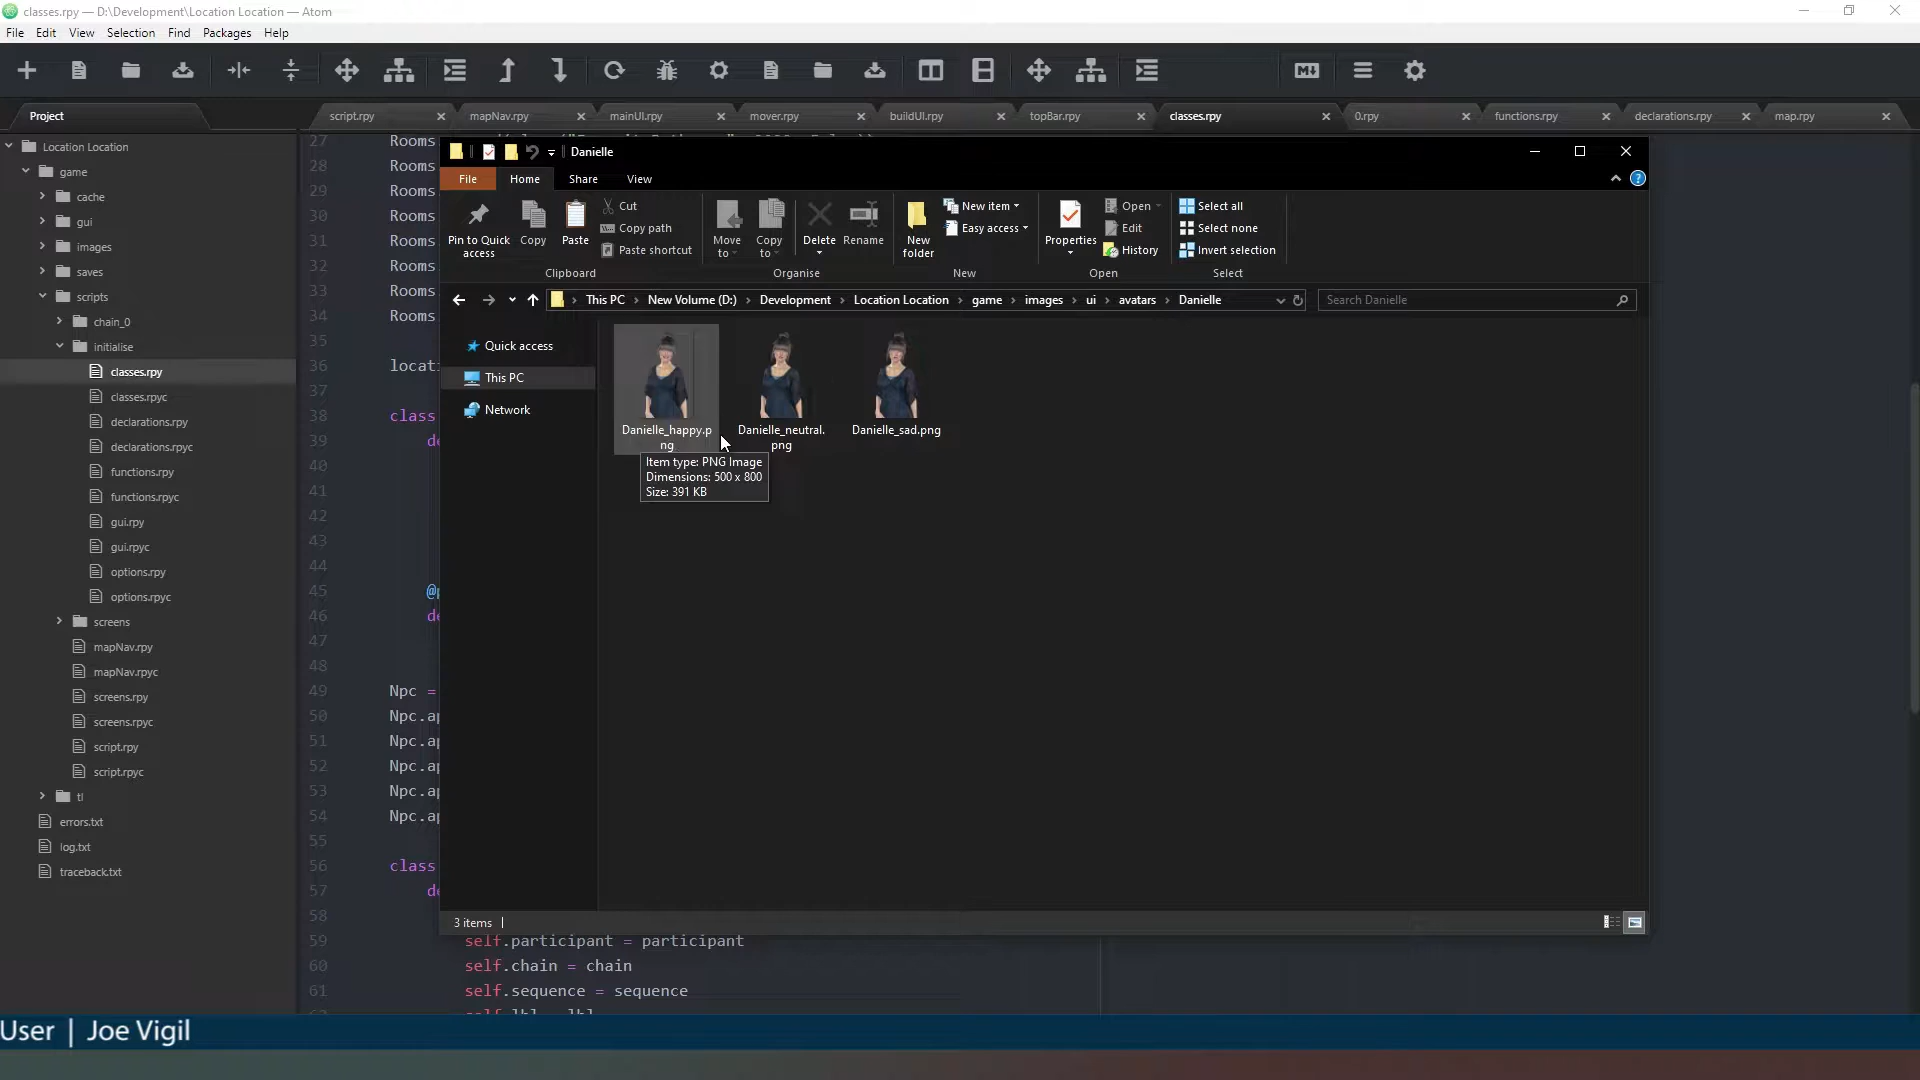 classes.rpy — D:\Development\Location Location — Atom
File Edit View Selection Find Packages Help
Project
script.rpy mapNav.rpy mainUI.rpy mover.rpy buildUI.rpy topBar.rpy classes.rpy 0.rpy functions.rpy declarations.rpy map.rpy
Location Location
game
cache
gui
images
saves
scripts
chain_0
initialise
classes.rpy
classes.rpyc
declarations.rpy
declarations.rpyc
functions.rpy
functions.rpyc
gui.rpy
gui.rpyc
options.rpy
options.rpyc
screens
mapNav.rpy
mapNav.rpyc
screens.rpy
screens.rpyc
script.rpy
script.rpyc
tl
errors.txt
log.txt
traceback.txt
27 Rooms.
28 Rooms
29 Rooms
30 Rooms
31 Rooms
32 Rooms
33 Rooms
34 Rooms
35
36 locati
37
38 class
39 de
40
41
42
43
44
45 @p
46 de
47
48
49 Npc =
50 Npc.ap
51 Npc.ap
52 Npc.ap
53 Npc.ap
54 Npc.ap
55
56 class
57 de
58
59 self.participant = participant
60 self.chain = chain
61 self.sequence = sequence
Danielle
File Home Share View
Pin to Quick access
Copy
Paste
Cut
Copy path
Paste shortcut
Clipboard
Move to
Copy to
Delete
Rename
Organise
New folder
New item
Easy access
New
Properties
Open
Edit
History
Open
Select all
Select none
Invert selection
Select
This PC New Volume (D:) Development Location Location game images ui avatars Danielle
Search Danielle
Quick access
This PC
Network
Danielle_happy.p
ng
Danielle_neutral.
png
Danielle_sad.png
Item type: PNG Image
Dimensions: 500 x 800
Size: 391 KB
3 items
User | Joe Vigil